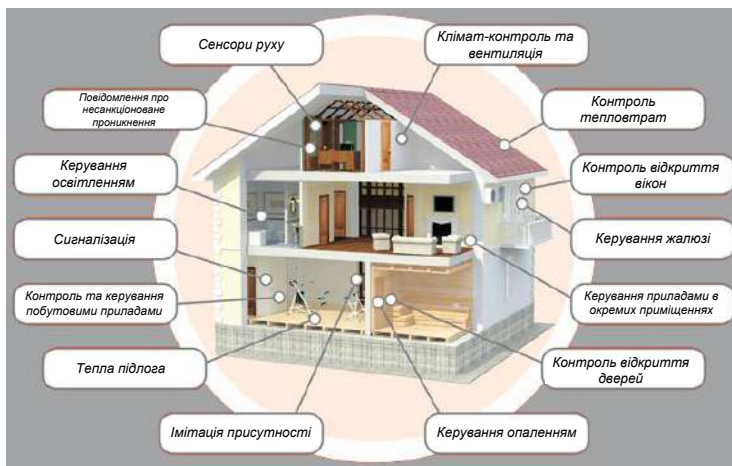 Сенсори руху
Клімат-контроль та
вентиляція
Повідомлення про
несанкціоноване
проникнення
Контроль
тепловтрат
Керування
освітленням
Контроль відкриття
вікон
Сигналізація
Керування жалюзі
Контроль та керування
побутовими приладами
Керування приладами в
окремих приміщеннях
Тепла підлога
Контроль відкриття
дверей
Імітація присутності
Керування опаленням